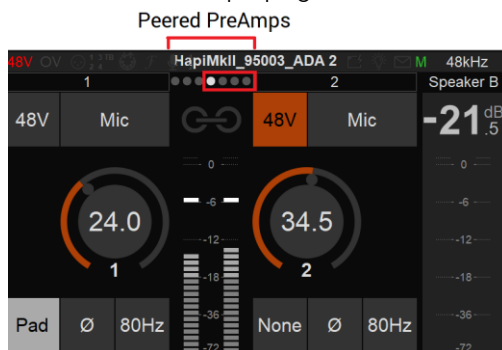 Peered PreAmps
48V OV HapiMkII_95003_ADA 2 M 48kHz
1 2 Speaker B
48V Mic 48V Mic -21.5 dB
0 0
24.0 -6 34.5 -6
1 -12 2 -12
-18 -18
Pad Ø 80Hz -36 None Ø 80Hz -36
-72 -72